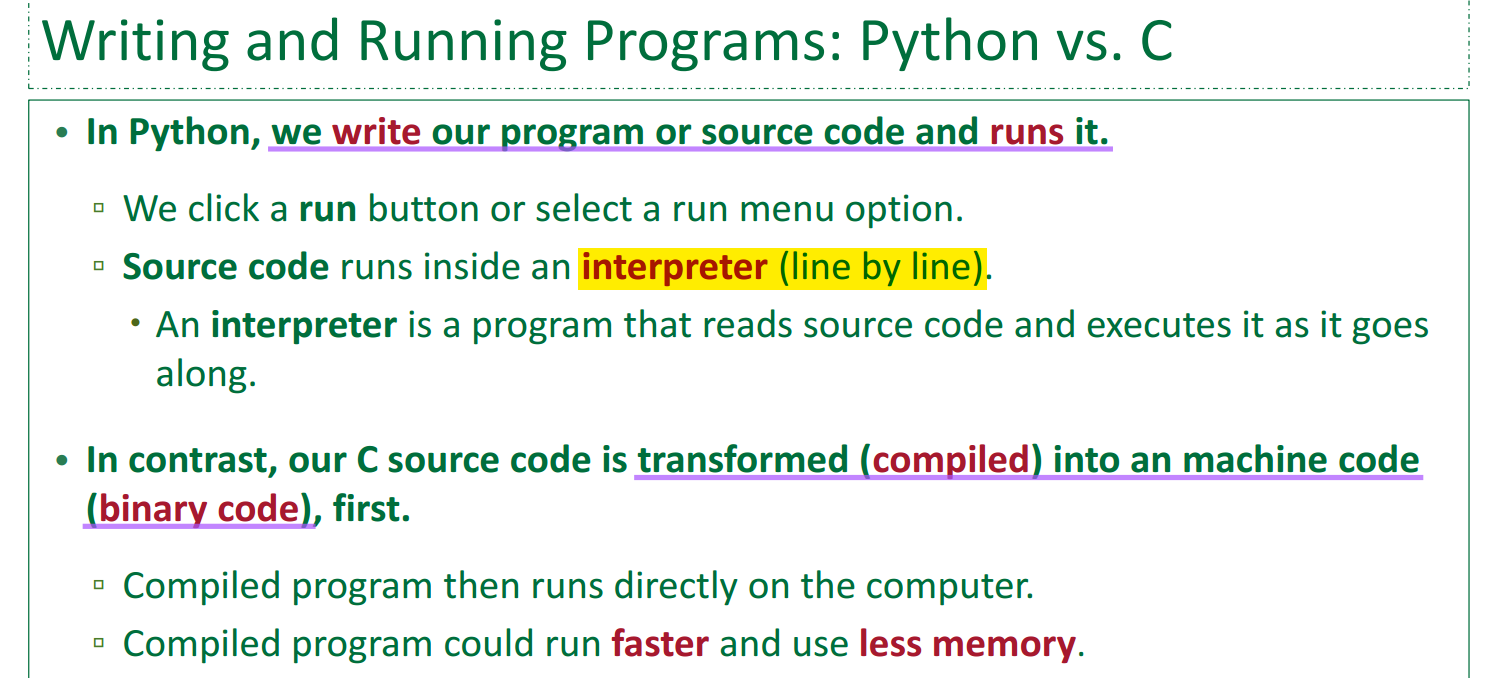 Writing and Running Programs: Python vs. C
• In Python, we write our program or source code and runs it.
▫ We click a run button or select a run menu option.
▫ Source code runs inside an interpreter (line by line).
• An interpreter is a program that reads source code and executes it as it goes
along.
• In contrast, our C source code is transformed (compiled) into an machine code
(binary code), first.
▫ Compiled program then runs directly on the computer.
▫ Compiled program could run faster and use less memory.